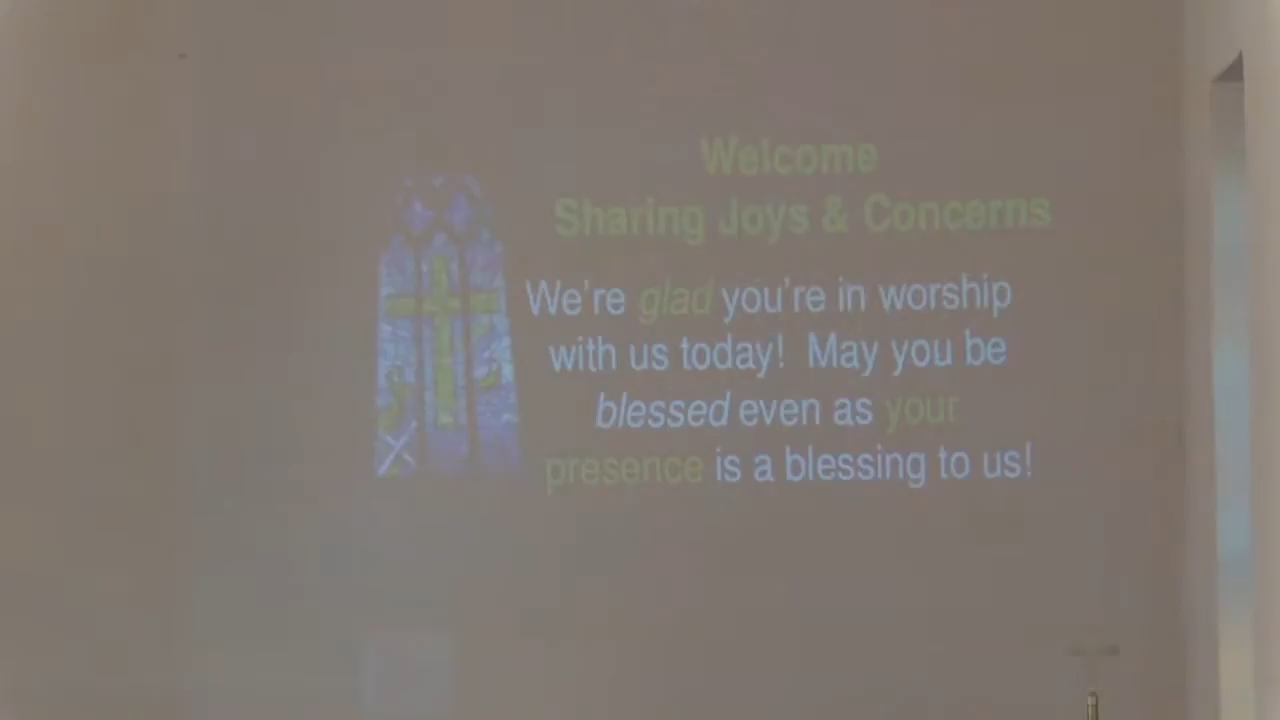 Welcome
Sharing Joys & Concerns
We're glad you're in worship
with us today! May you be
blessed even as your
presence is a blessing to us!